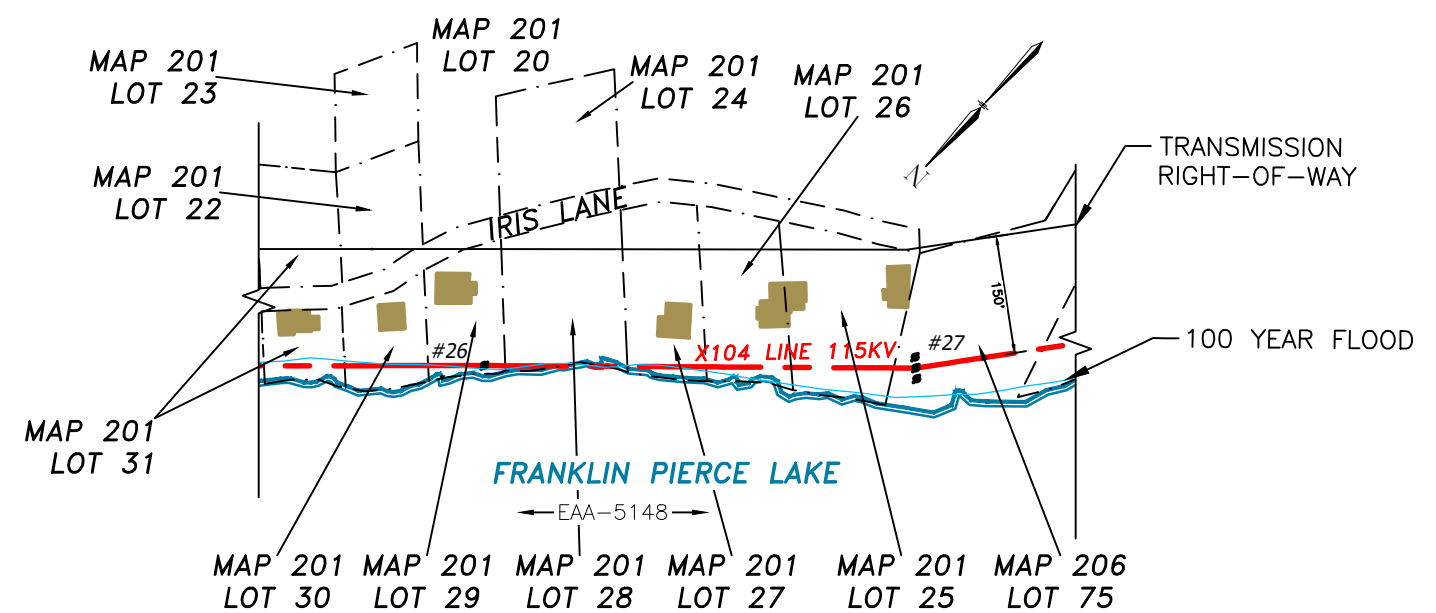 MAP 201
LOT 20
MAP 201
LOT 23
MAP 201
LOT 24
MAP 201
LOT 26
TRANSMISSION
RIGHT-OF-WAY
MAP 201
LOT 22
N
IRIS LANE
150'
#26
#27
X104 LINE 115KV
100 YEAR FLOOD
MAP 201
LOT 31
FRANKLIN PIERCE LAKE
EAA-5148
MAP 201
LOT 30
MAP 201
LOT 29
MAP 201
LOT 28
MAP 201
LOT 27
MAP 201
LOT 25
MAP 206
LOT 75